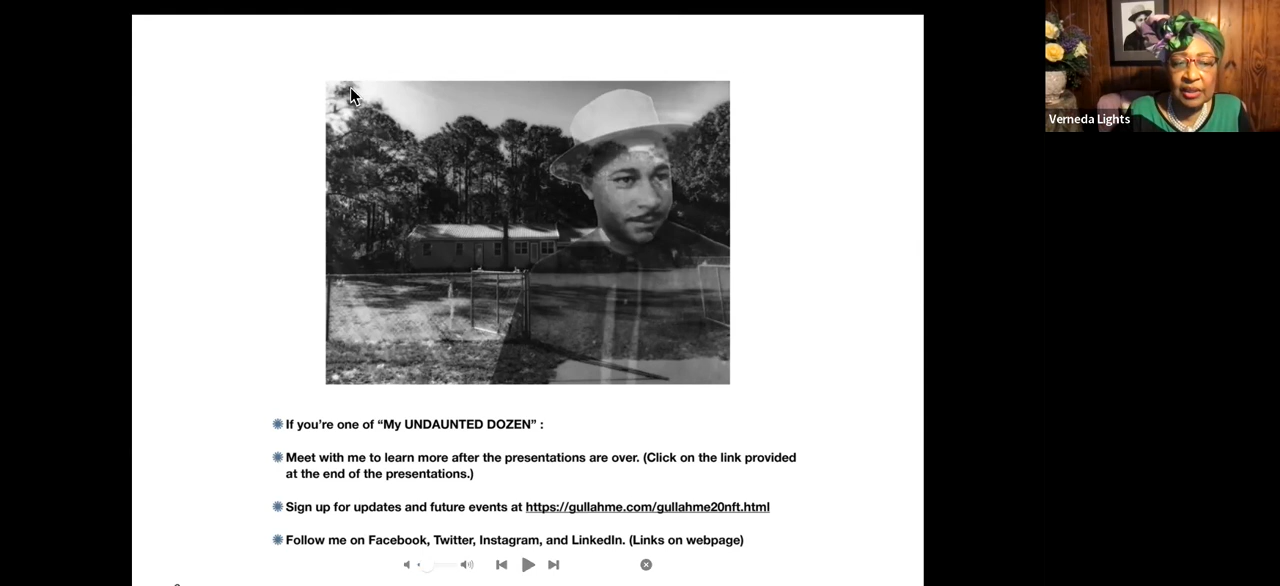 Verneda Lights
If you're one of “My UNDAUNTED DOZEN” :
Meet with me to learn more after the presentations are over. (Click on the link provided
at the end of the presentations.)
Sign up for updates and future events at https://gullahme.com/gullahme20nft.html
Follow me on Facebook, Twitter, Instagram, and LinkedIn. (Links on webpage)